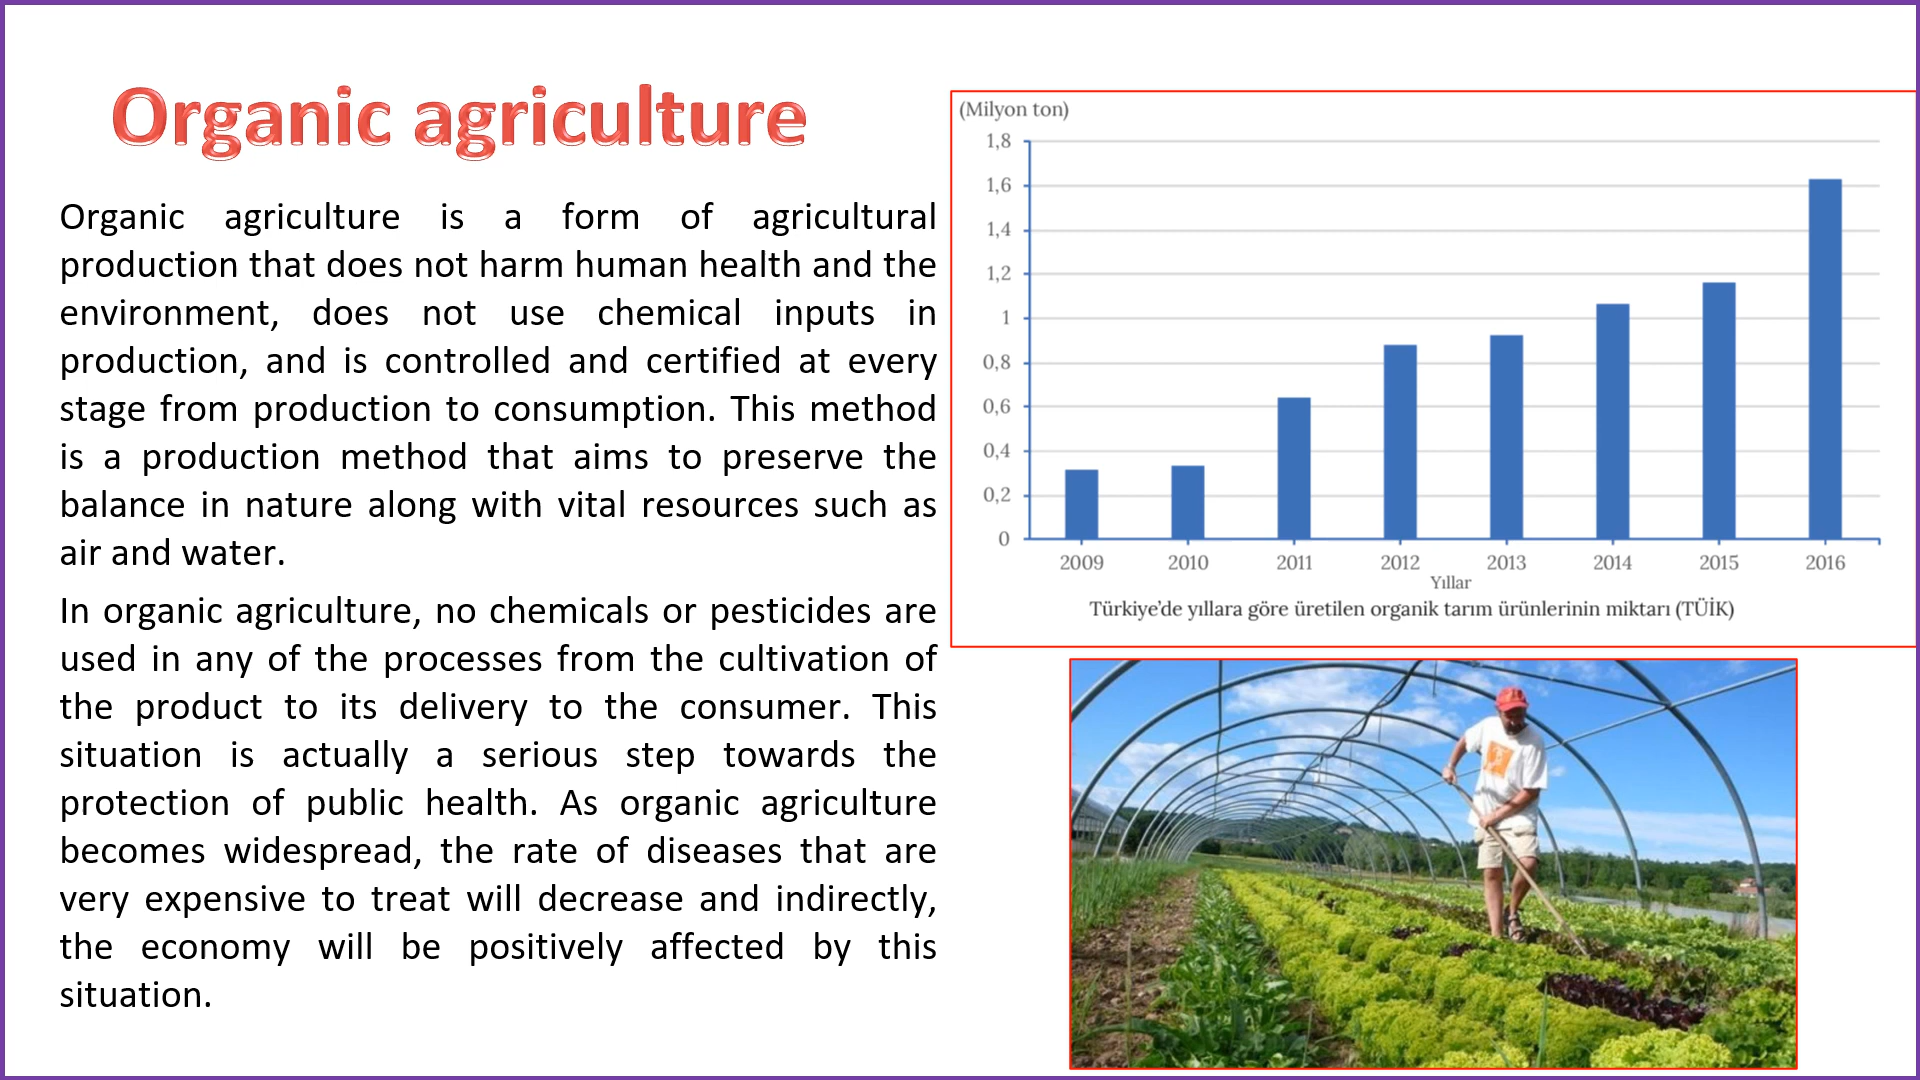 Organic agriculture
Organic agriculture is a form of agricultural
production that does not harm human health and the
environment, does not use chemical inputs in
production, and is controlled and certified at every
stage from production to consumption. This method
is a production method that aims to preserve the
balance in nature along with vital resources such as
air and water.
In organic agriculture, no chemicals or pesticides are
used in any of the processes from the cultivation of
the product to its delivery to the consumer. This
situation is actually a serious step towards the
protection of public health. As organic agriculture
becomes widespread, the rate of diseases that are
very expensive to treat will decrease and indirectly,
the economy will be positively affected by this
situation.
(Milyon ton)
1,8
1,6
1,4
1,2
1
0,8
0,6
0,4
0,2
0
2009 2010 2011 2012 2013 2014 2015 2016
Yıllar
Türkiye’de yıllara göre üretilen organik tarım ürünlerinin miktarı (TÜİK)